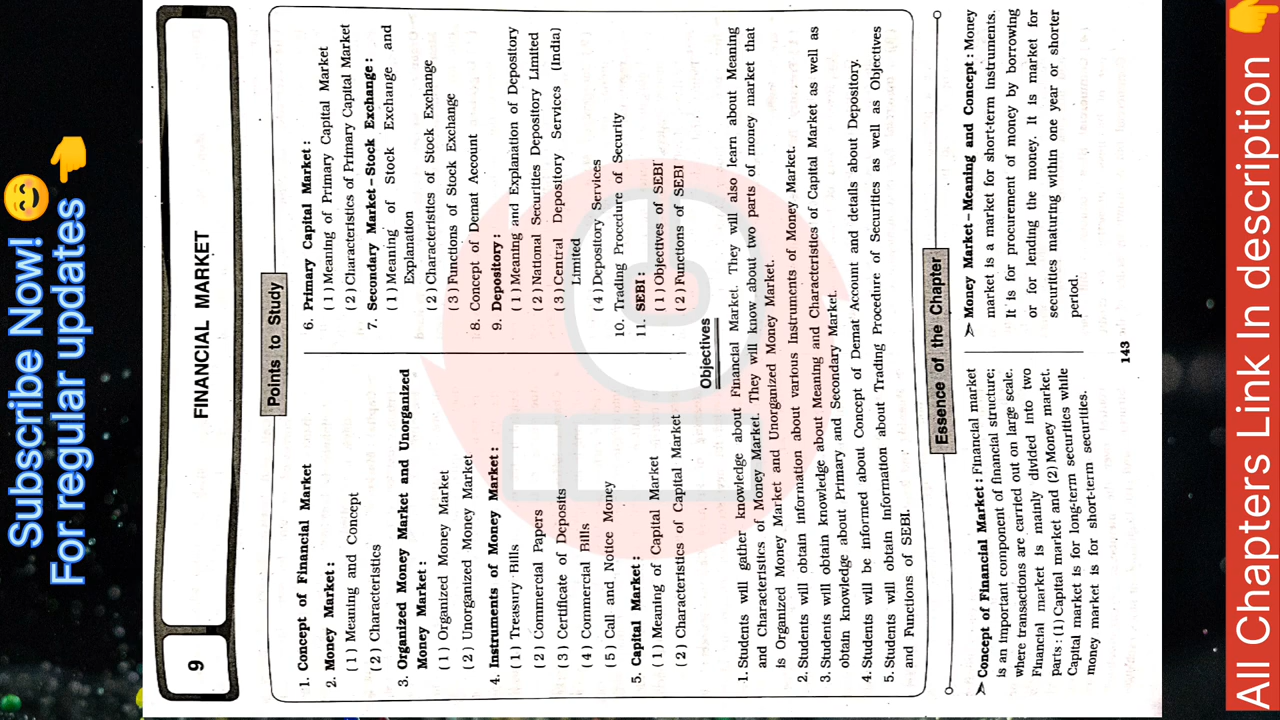 Subscribe Now! 😊
For regular updates 👉
9
FINANCIAL MARKET
Points to Study
1. Concept of Financial Market
2. Money Market :
( 1 ) Meaning and Concept
( 2 ) Characteristics
3. Organized Money Market and Unorganized
Money Market :
( 1 ) Organized Money Market
( 2 ) Unorganized Money Market
4. Instruments of Money Market :
( 1 ) Treasury Bills
( 2 ) Commercial Papers
( 3 ) Certificate of Deposits
( 4 ) Commercial Bills
( 5 ) Call and Notice Money
5. Capital Market :
( 1 ) Meaning of Capital Market
( 2 ) Characteristics of Capital Market
6. Primary Capital Market :
( 1 ) Meaning of Primary Capital Market
( 2 ) Characteristics of Primary Capital Market
7. Secondary Market – Stock Exchange :
( 1 ) Meaning of Stock Exchange and
Explanation
( 2 ) Characteristics of Stock Exchange
( 3 ) Functions of Stock Exchange
8. Concept of Demat Account
9. Depository :
( 1 ) Meaning and Explanation of Depository
( 2 ) National Securities Depository Limited
( 3 ) Central Depository Services (India)
Limited
( 4 ) Depository Services
10. Trading Procedure of Security
11. SEBI :
( 1 ) Objectives of SEBI
( 2 ) Functions of SEBI
Objectives
1. Students will gather knowledge about Financial Market. They will also learn about Meaning
and Characteristics of Money Market. They will know about two parts of money market that
is Organized Money Market and Unorganized Money Market.
2. Students will obtain information about various Instruments of Money Market.
3. Students will obtain knowledge about Meaning and Characteristics of Capital Market as well as
obtain knowledge about Primary and Secondary Market.
4. Students will be informed about Concept of Demat Account and details about Depository.
5. Students will obtain Information about Trading Procedure of Securities as well as Objectives
and Functions of SEBI.
Essence of the Chapter
➢ Concept of Financial Market : Financial market
is an important component of financial structure;
where transactions are carried out on large scale.
Financial market is mainly divided into two
parts : (1) Capital market and (2) Money market.
Capital market is for long-term securities while
money market is for short-term securities.
➢ Money Market – Meaning and Concept : Money
market is a market for short-term instruments.
It is for procurement of money by borrowing
or for lending the money. It is market for
securities maturing within one year or shorter
period.
143
All Chapters Link In description 👉